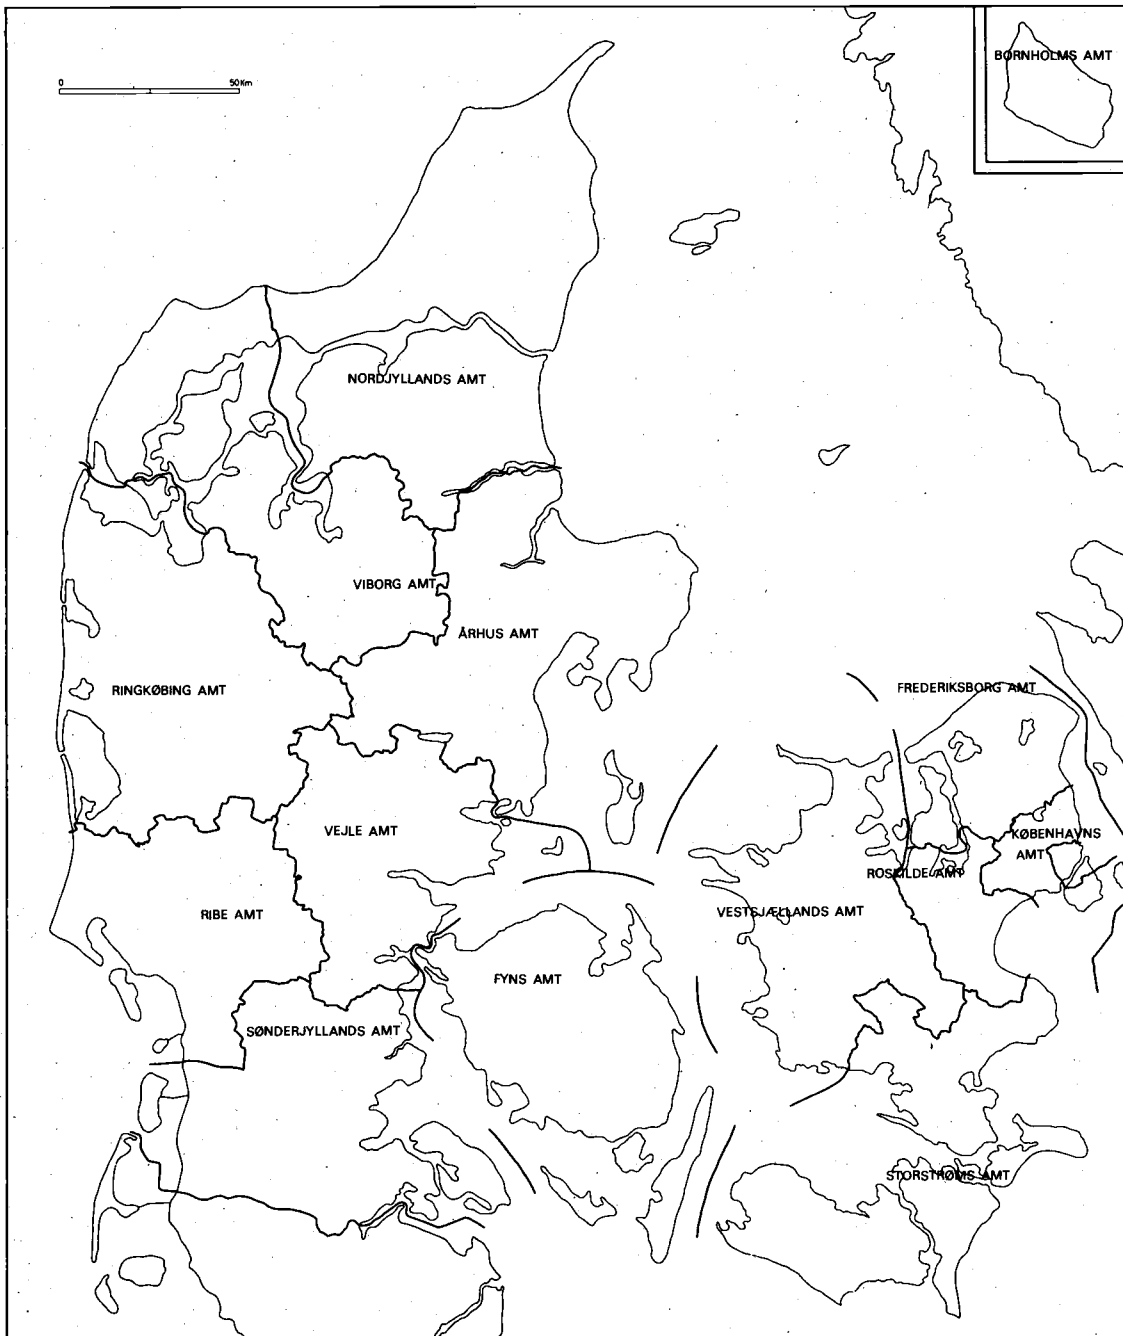 BORNHOLMS AMT
0 50Km
NORDJYLLANDS AMT
VIBORG AMT
ÅRHUS AMT
RINGKØBING AMT
FREDERIKSBORG AMT
VEJLE AMT
KØBENHAVNS
AMT
ROSKILDE AMT
RIBE AMT
VESTSJÆLLANDS AMT
FYNS AMT
SØNDERJYLLANDS AMT
STORSTRØMS AMT